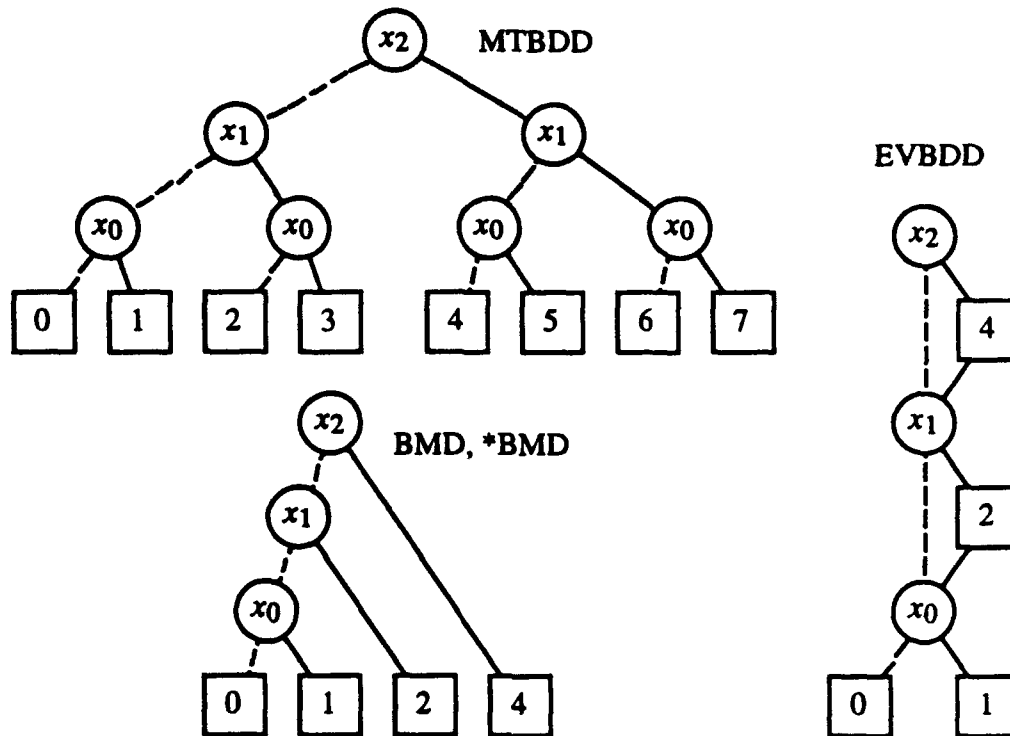 x2 MTBDD
x1 x1
x0 x0 x0 x0
0 1 2 3 4 5 6 7
BMD, *BMD
x2
x1
x0
0 1 2 4
EVBDD
x2
4
x1
2
x0
0 1